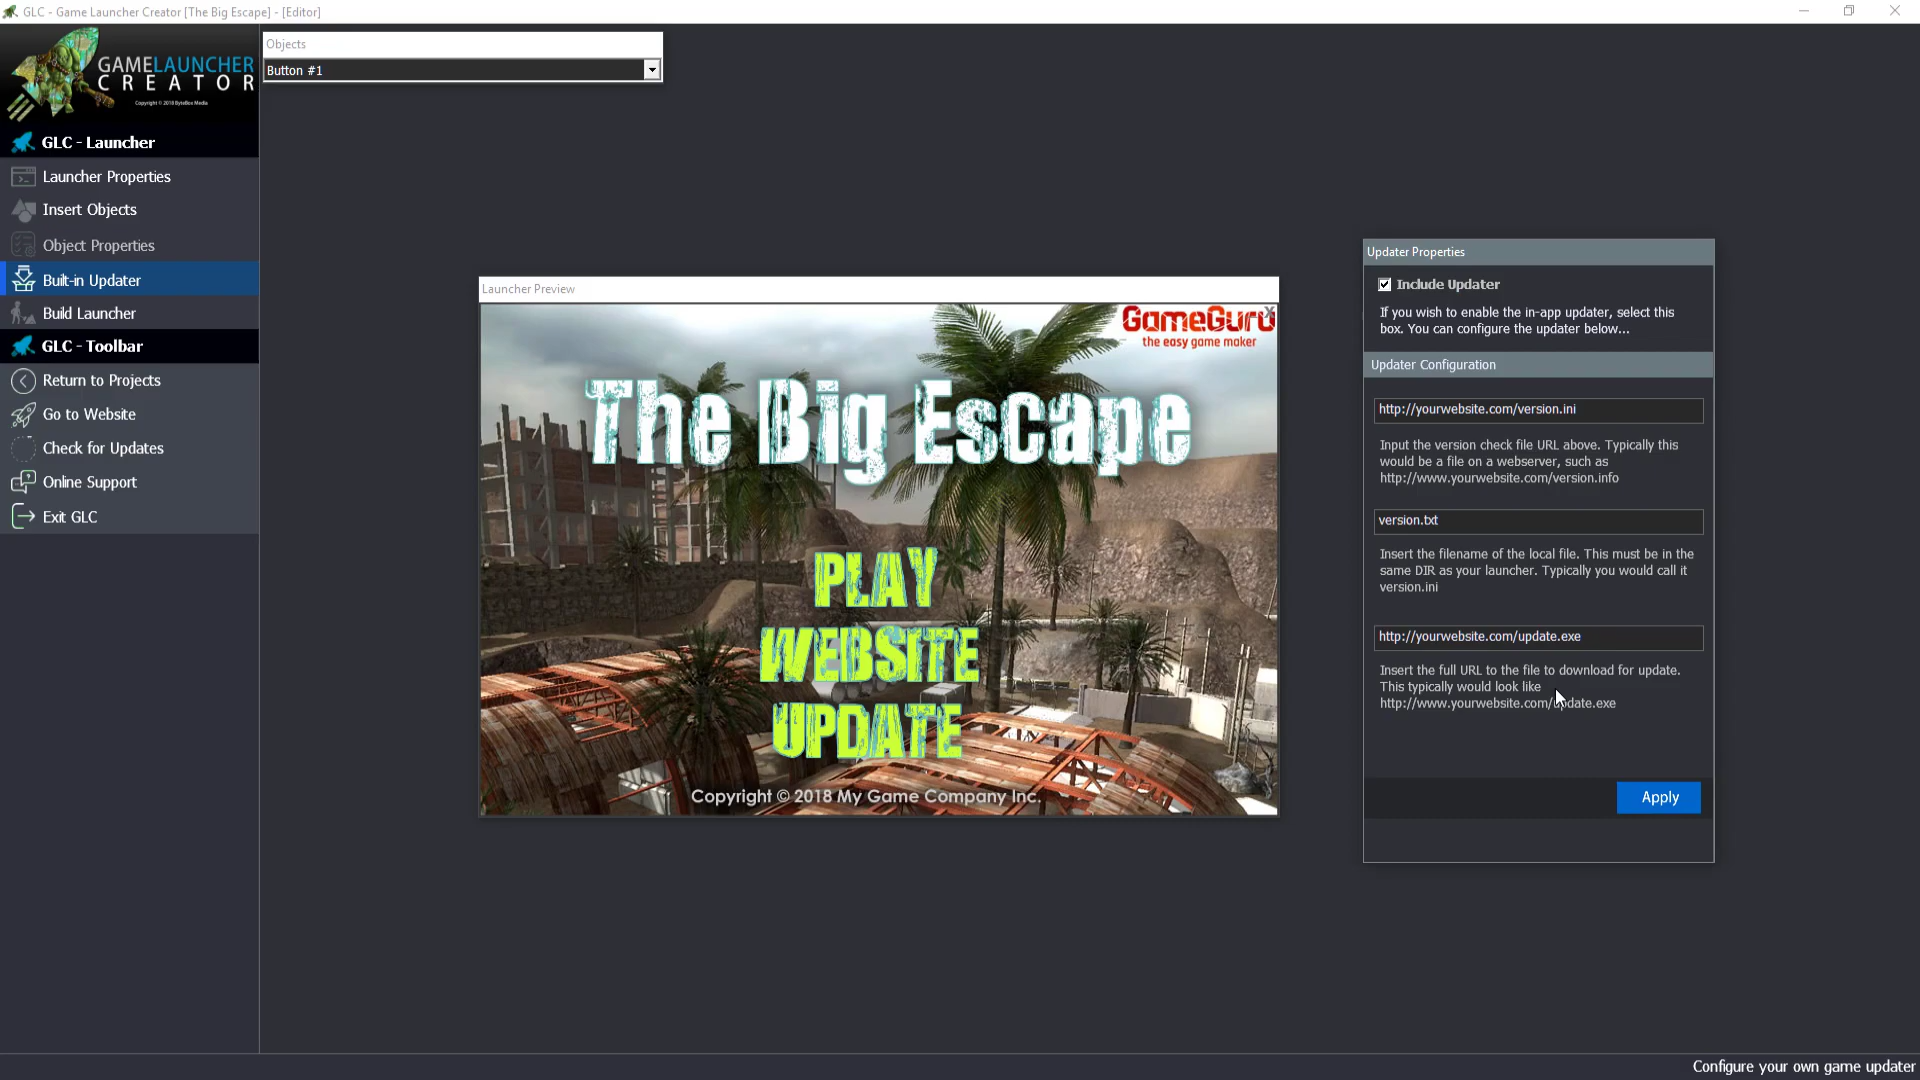 GLC - Game Launcher Creator [The Big Escape] - [Editor]
GAMELAUNCHER
CREATOR
Copyright © 2018 ByteBox Media
GLC - Launcher
Launcher Properties
Insert Objects
Object Properties
Built-in Updater
Build Launcher
GLC - Toolbar
Return to Projects
Go to Website
Check for Updates
Online Support
Exit GLC
Objects
Button #1
Launcher Preview
GameGuru
the easy game maker
X
The Big Escape
PLAY
WEBSITE
UPDATE
Copyright © 2018 My Game Company Inc.
Updater Properties
Include Updater
If you wish to enable the in-app updater, select this
box. You can configure the updater below...
Updater Configuration
http://yourwebsite.com/version.ini
Input the version check file URL above. Typically this
would be a file on a webserver, such as
http://www.yourwebsite.com/version.info
version.txt
Insert the filename of the local file. This must be in the
same DIR as your launcher. Typically you would call it
version.ini
http://yourwebsite.com/update.exe
Insert the full URL to the file to download for update.
This typically would look like
http://www.yourwebsite.com/update.exe
Apply
Configure your own game updater